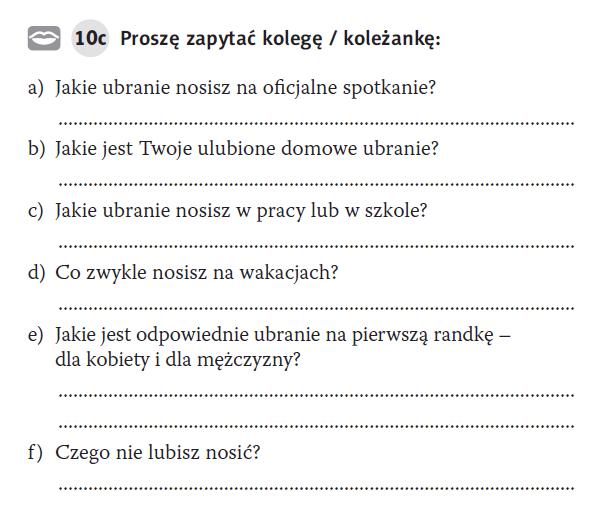 10c Proszę zapytać kolegę / koleżankę:
a) Jakie ubranie nosisz na oficjalne spotkanie?
b) Jakie jest Twoje ulubione domowe ubranie?
c) Jakie ubranie nosisz w pracy lub w szkole?
d) Co zwykle nosisz na wakacjach?
e) Jakie jest odpowiednie ubranie na pierwszą randkę –
dla kobiety i dla mężczyzny?
f) Czego nie lubisz nosić?